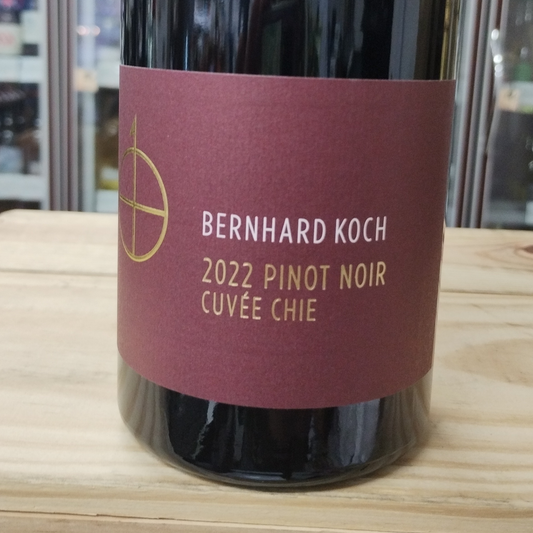 BERNHARD KOCH
2022 PINOT NOIR
CUVÉE CHIE